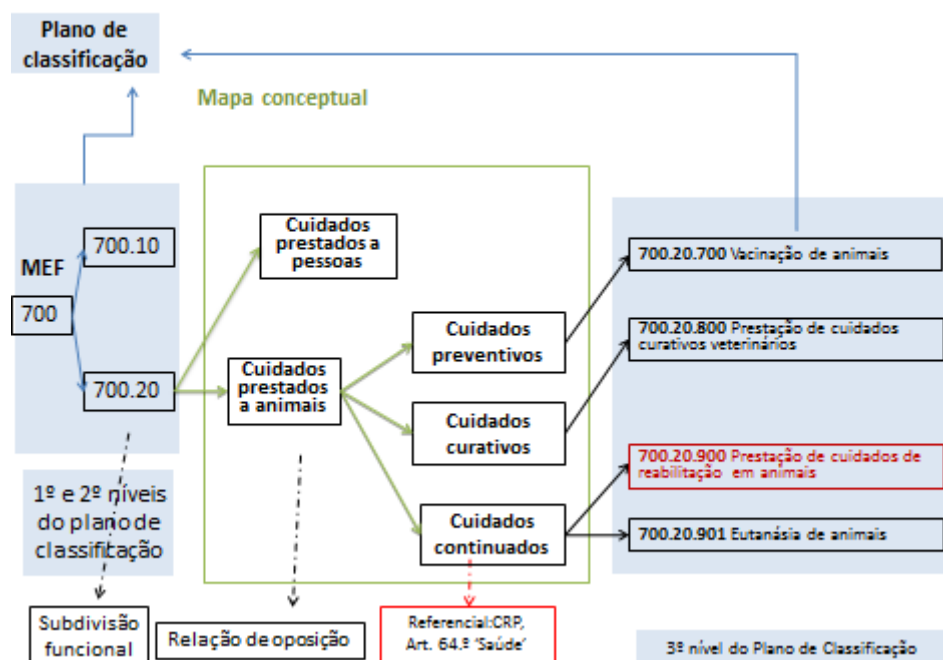 Plano de
classificação
Mapa conceptual
MEF
700
700.10
700.20
1º e 2º níveis
do plano de
classificação
Cuidados
prestados a
pessoas
Cuidados
prestados
a animais
Cuidados
preventivos
Cuidados
curativos
Cuidados
continuados
700.20.700 Vacinação de animais
700.20.800 Prestação de cuidados
curativos veterinários
700.20.900 Prestação de cuidados de
reabilitação em animais
700.20.901 Eutanásia de animais
Subdivisão
funcional
Relação de oposição
Referencial:CRP,
Art. 64.º ‘Saúde’
3º nível do Plano de Classificação